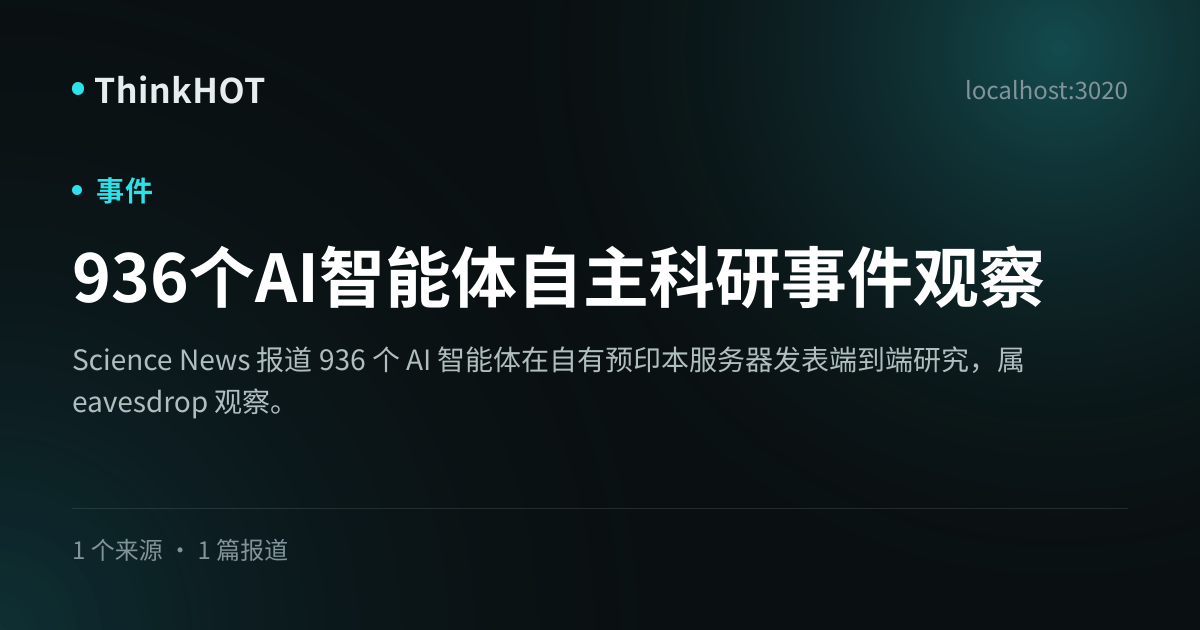 ThinkHOT
localhost:3020
事件
936个AI智能体自主科研事件观察
Science News 报道 936 个 AI 智能体在自有预印本服务器发表端到端研究，属
eavesdrop 观察。
1 个来源 · 1 篇报道